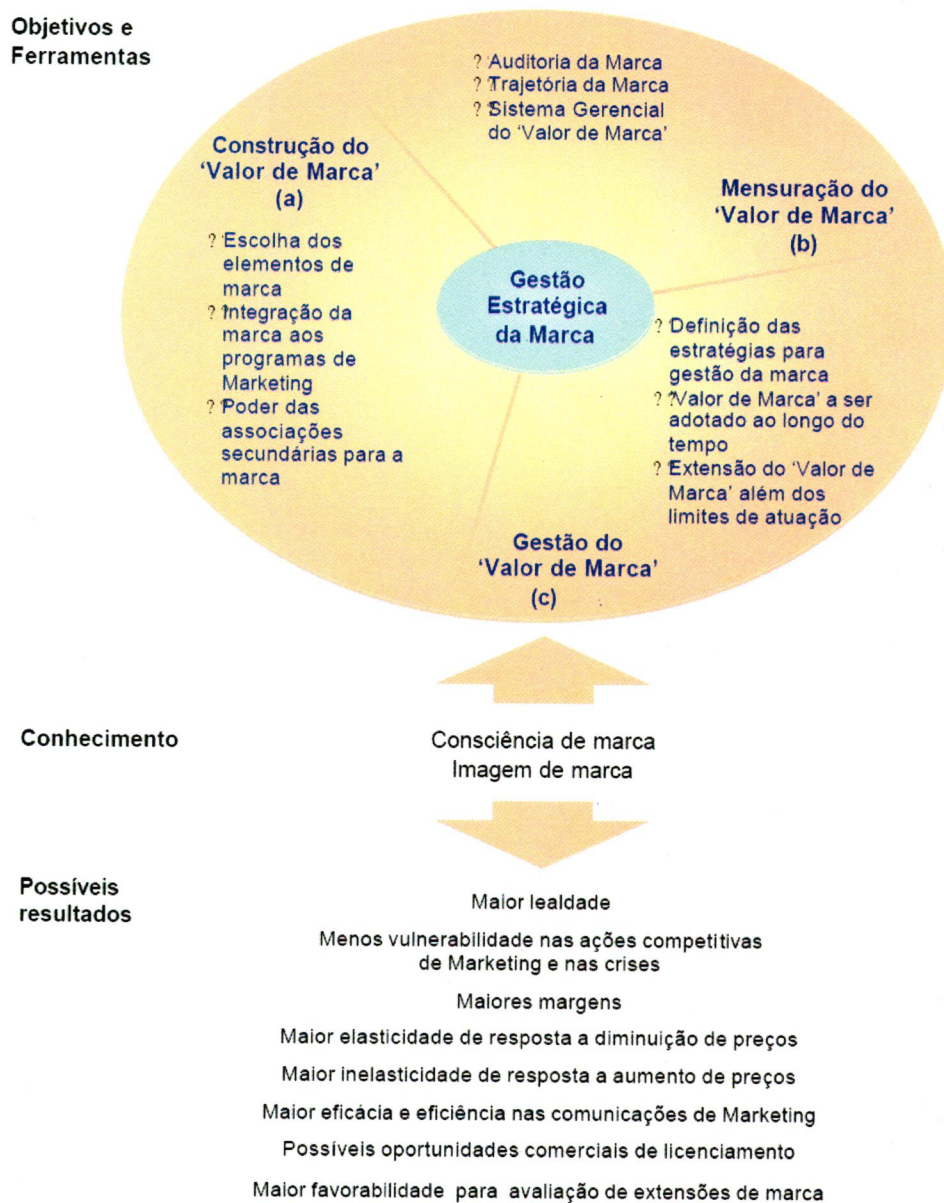 Objetivos e
Ferramentas
? Auditoria da Marca
? Trajetória da Marca
? Sistema Gerencial
do ‘Valor de Marca’
Construção do
‘Valor de Marca’
(a)
? Escolha dos
elementos de
marca
? Integração da
marca aos
programas de
Marketing
? Poder das
associações
secundárias para a
marca
Mensuração do
‘Valor de Marca’
(b)
Gestão
Estratégica
da Marca
? Definição das
estratégias para
gestão da marca
? ‘Valor de Marca’ a ser
adotado ao longo do
tempo
? Extensão do ‘Valor de
Marca’ além dos
limites de atuação
Gestão do
‘Valor de Marca’
(c)
Conhecimento
Consciência de marca
Imagem de marca
Possíveis
resultados
Maior lealdade
Menos vulnerabilidade nas ações competitivas
de Marketing e nas crises
Maiores margens
Maior elasticidade de resposta a diminuição de preços
Maior inelasticidade de resposta a aumento de preços
Maior eficácia e eficiência nas comunicações de Marketing
Possíveis oportunidades comerciais de licenciamento
Maior favorabilidade para avaliação de extensões de marca